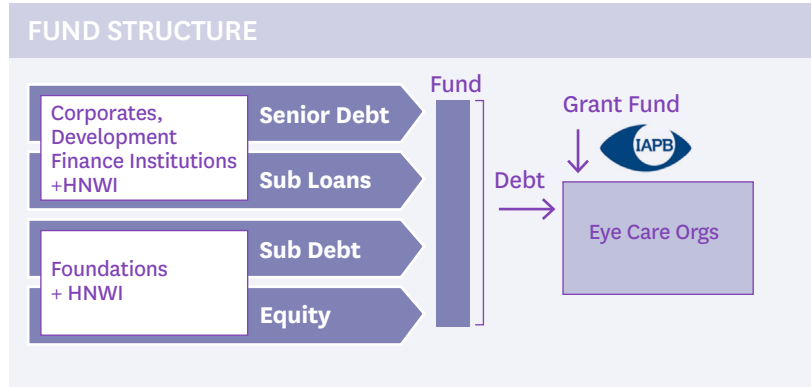 FUND STRUCTURE
Fund
Corporates,
Development
Finance Institutions
+HNWI
Senior Debt
Sub Loans
Foundations
+ HNWI
Sub Debt
Equity
Debt
Grant Fund
IAPB
Eye Care Orgs